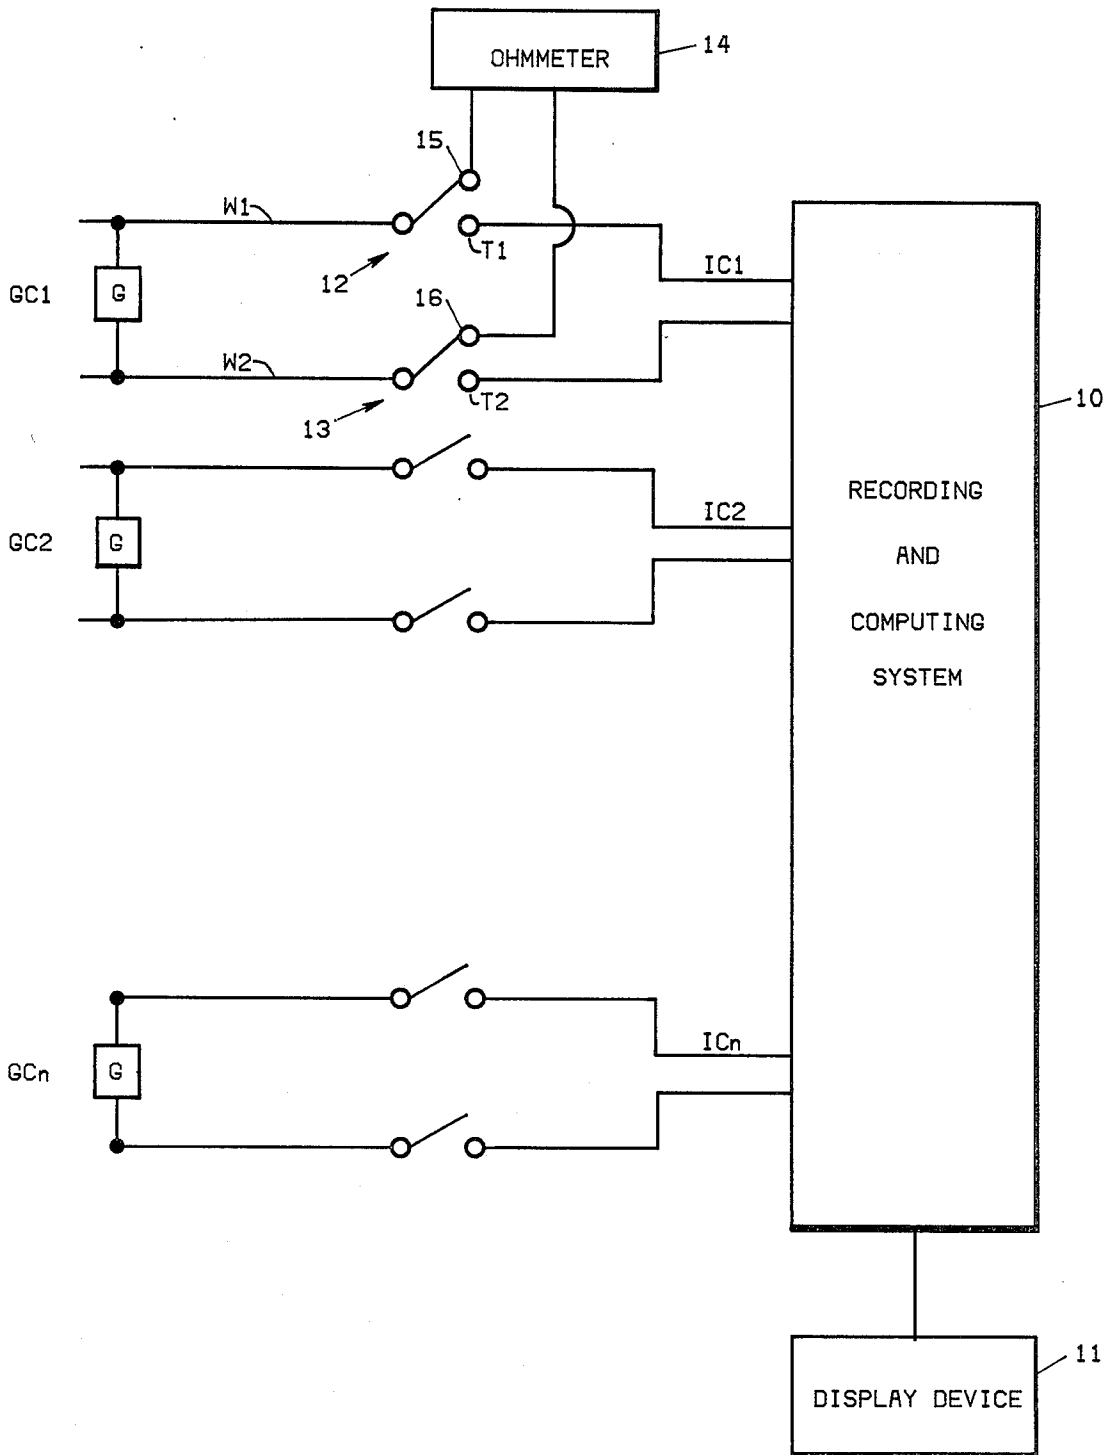 OHMMETER
14
15
W1
T1
12
IC1
GC1
G
16
W2
T2
13
10
RECORDING
AND
COMPUTING
SYSTEM
IC2
GC2
G
ICn
GCn
G
11
DISPLAY DEVICE